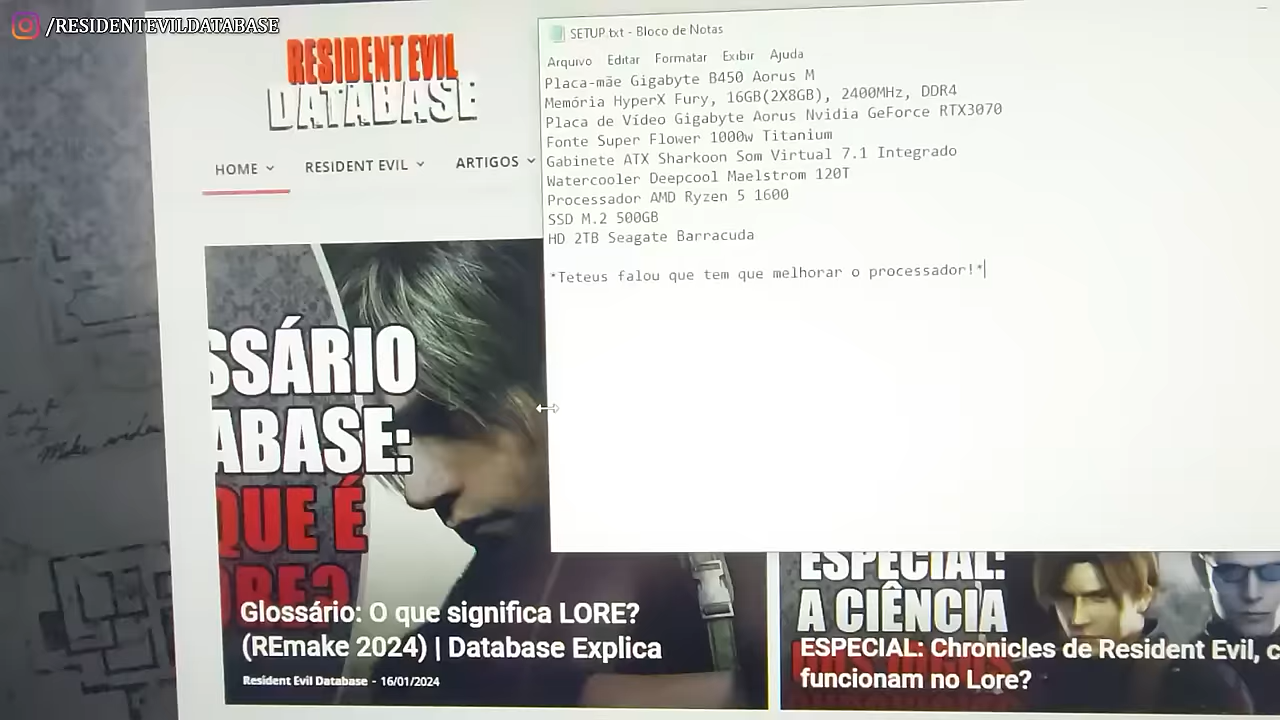 /RESIDENTEVILDATABASE
RESIDENT EVIL
DATABASE
HOME
RESIDENT EVIL
ARTIGOS
SETUP.txt - Bloco de Notas
Arquivo Editar Formatar Exibir Ajuda
Placa-mãe Gigabyte B450 Aorus M
Memória HyperX Fury, 16GB(2X8GB), 2400MHz, DDR4
Placa de Vídeo Gigabyte Aorus Nvidia GeForce RTX3070
Fonte Super Flower 1000w Titanium
Gabinete ATX Sharkoon Som Virtual 7.1 Integrado
Watercooler Deepcool Maelstrom 120T
Processador AMD Ryzen 5 1600
SSD M.2 500GB
HD 2TB Seagate Barracuda
*Teteus falou que tem que melhorar o processador!*
SSÁRIO
ABASE:
QUE É
ORE?
Glossário: O que significa LORE?
(REmake 2024) | Database Explica
Resident Evil Database - 16/01/2024
ESPECIAL:
A CIÊNCIA
ESPECIAL: Chronicles de Resident Evil, c
funcionam no Lore?
Make